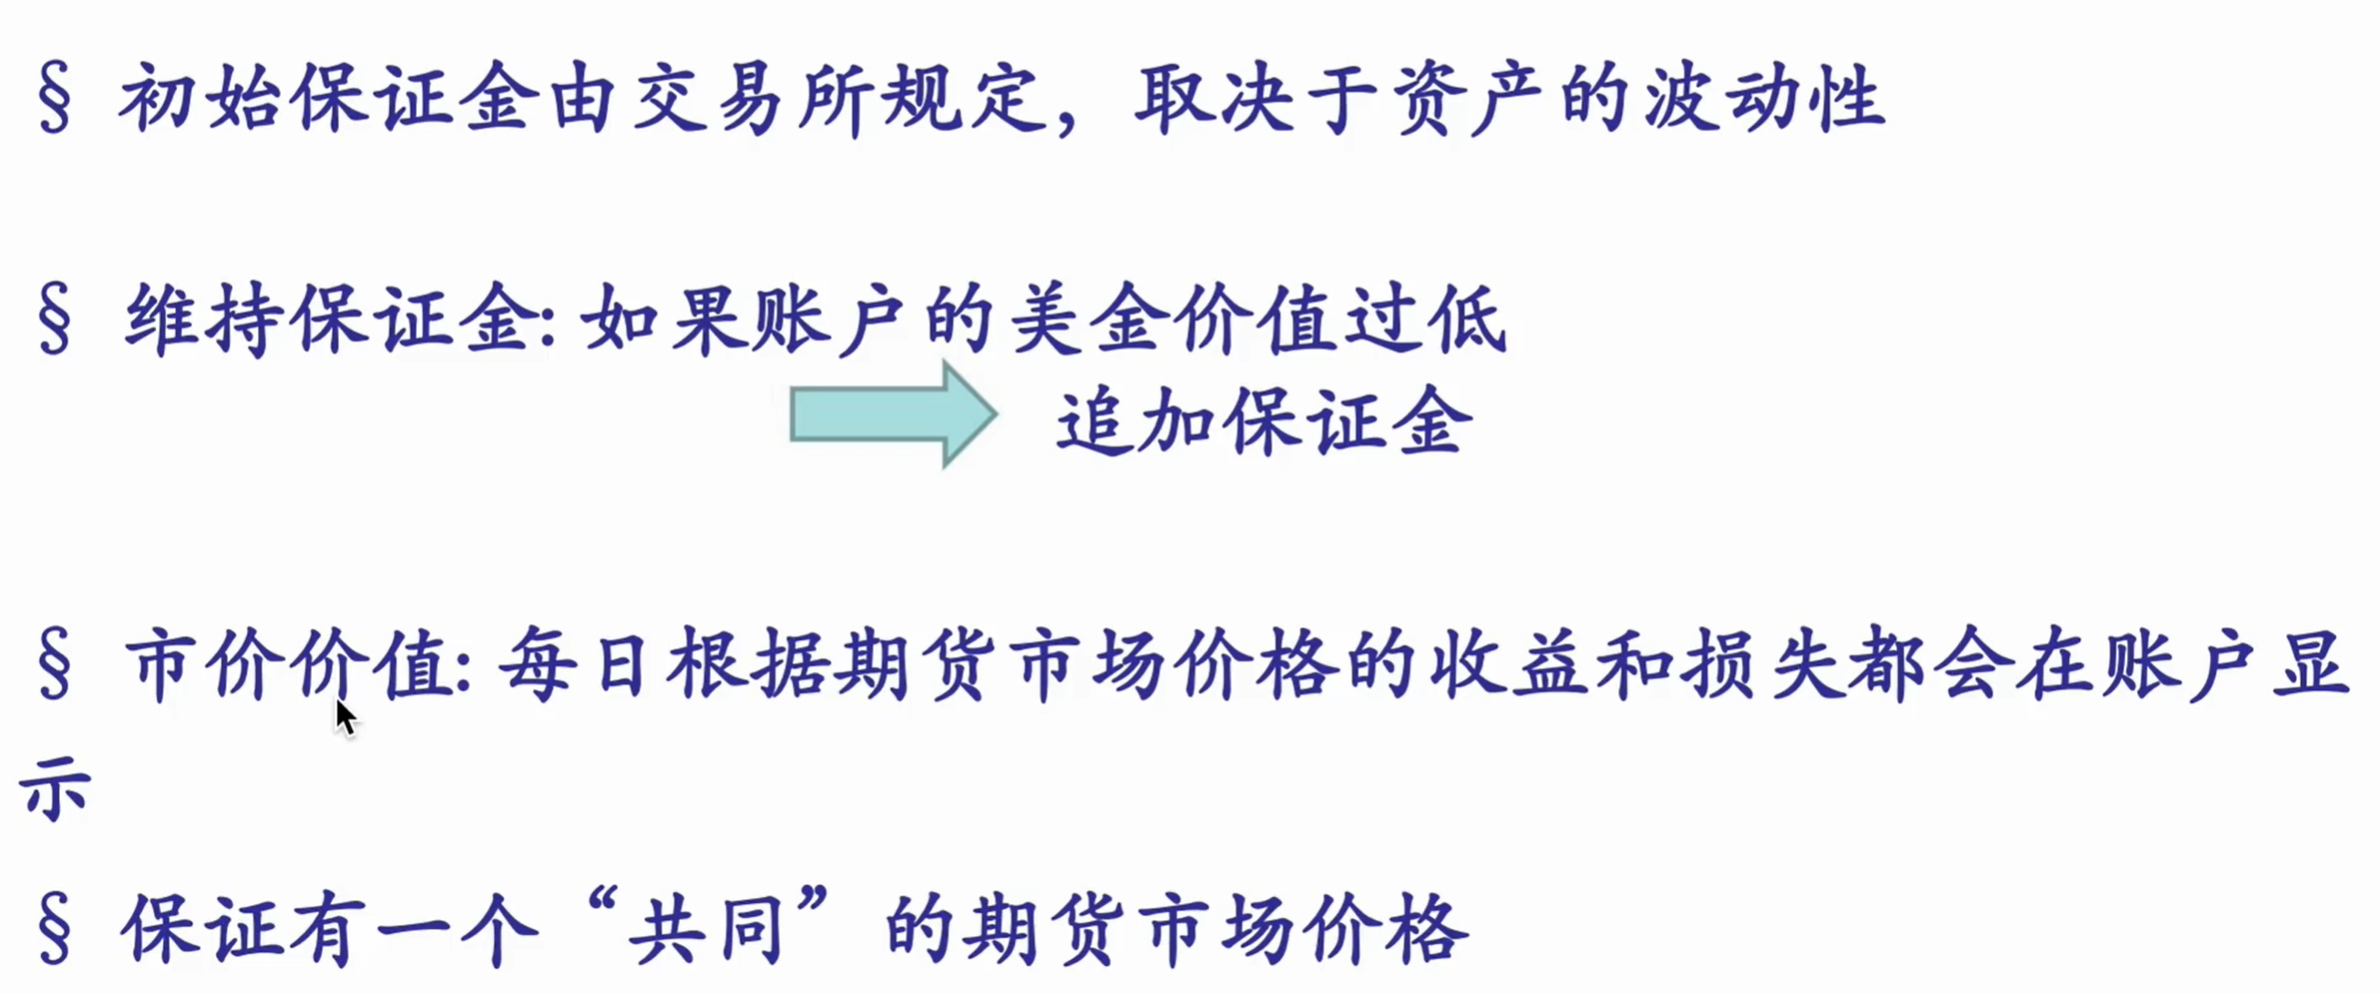 § 初始保证金由交易所规定，取决于资产的波动性
§ 维持保证金: 如果账户的美金价值过低
追加保证金
§ 市价价值: 每日根据期货市场价格的收益和损失都会在账户显
示
§ 保证有一个“共同”的期货市场价格